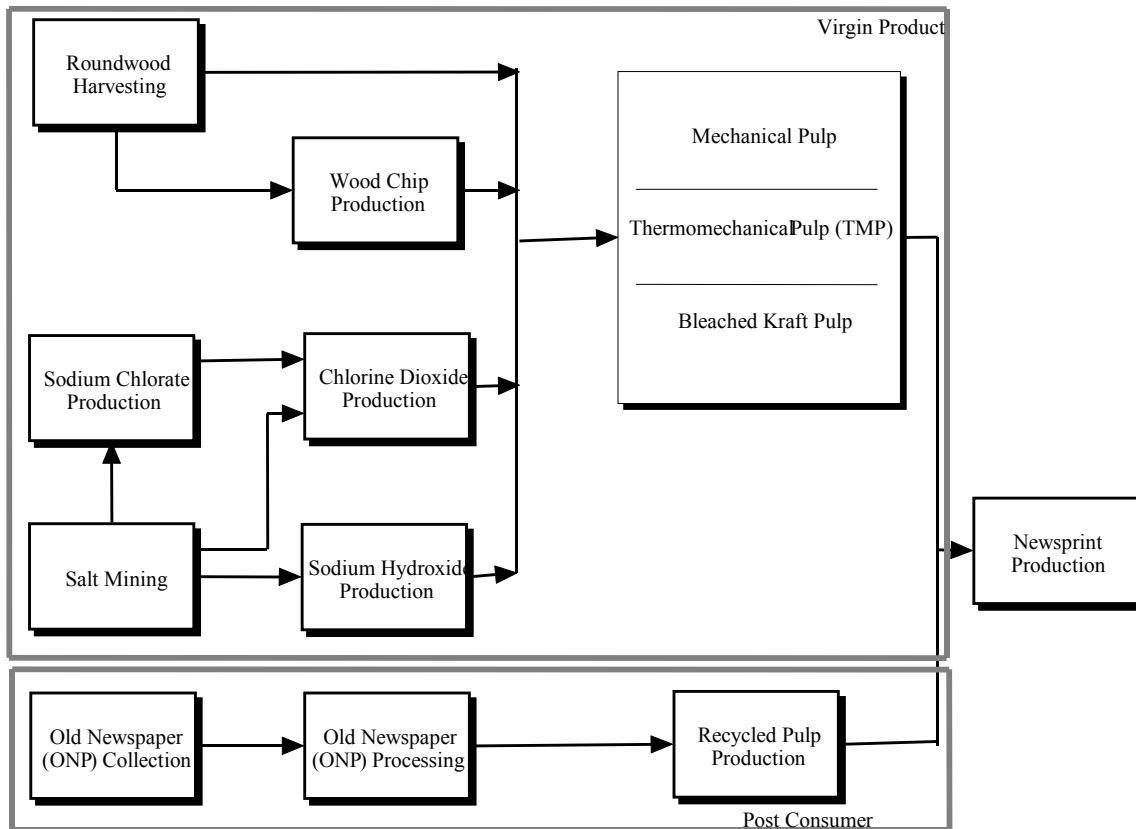 Virgin Product
Roundwood
Harvesting
Mechanical Pulp
Wood Chip
Production
Thermomechanical Pulp (TMP)
Bleached Kraft Pulp
Sodium Chlorate
Production
Chlorine Dioxide
Production
Salt Mining
Sodium Hydroxide
Production
Newsprint
Production
Old Newspaper
(ONP) Collection
Old Newspaper
(ONP) Processing
Recycled Pulp
Production
Post Consumer